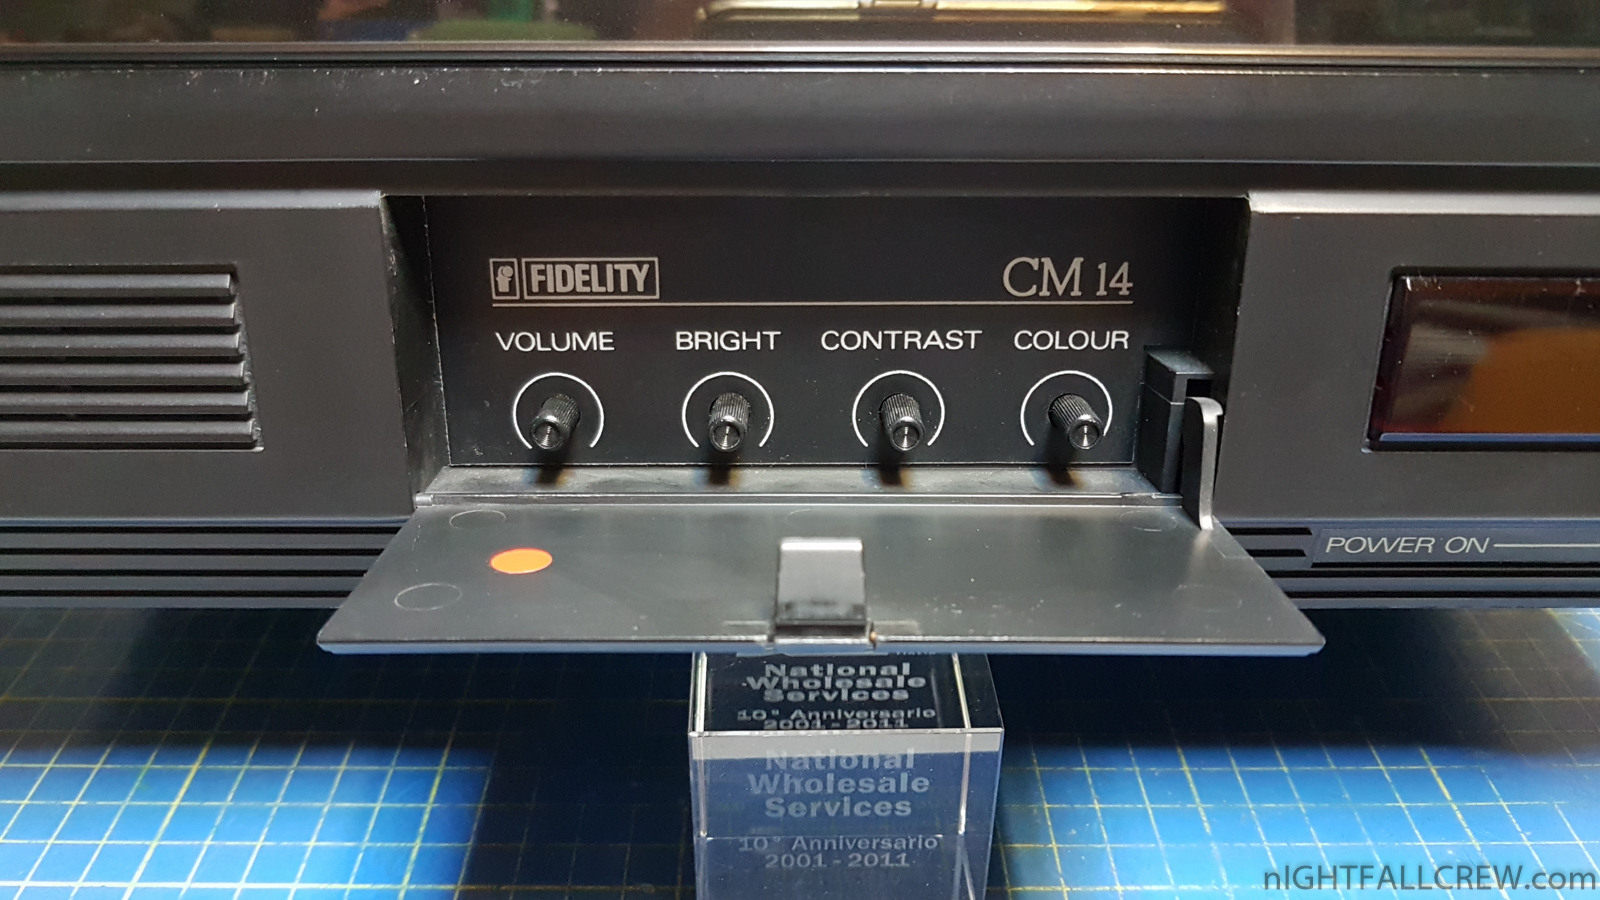 FIDELITY
CM 14
VOLUME BRIGHT CONTRAST COLOUR
POWER ON
National
Wholesale
Services
10° Anniversario
2001 - 2011
National
Wholesale
Services
10° Anniversario
2001 - 2011
nIGHTFALLCREW.com